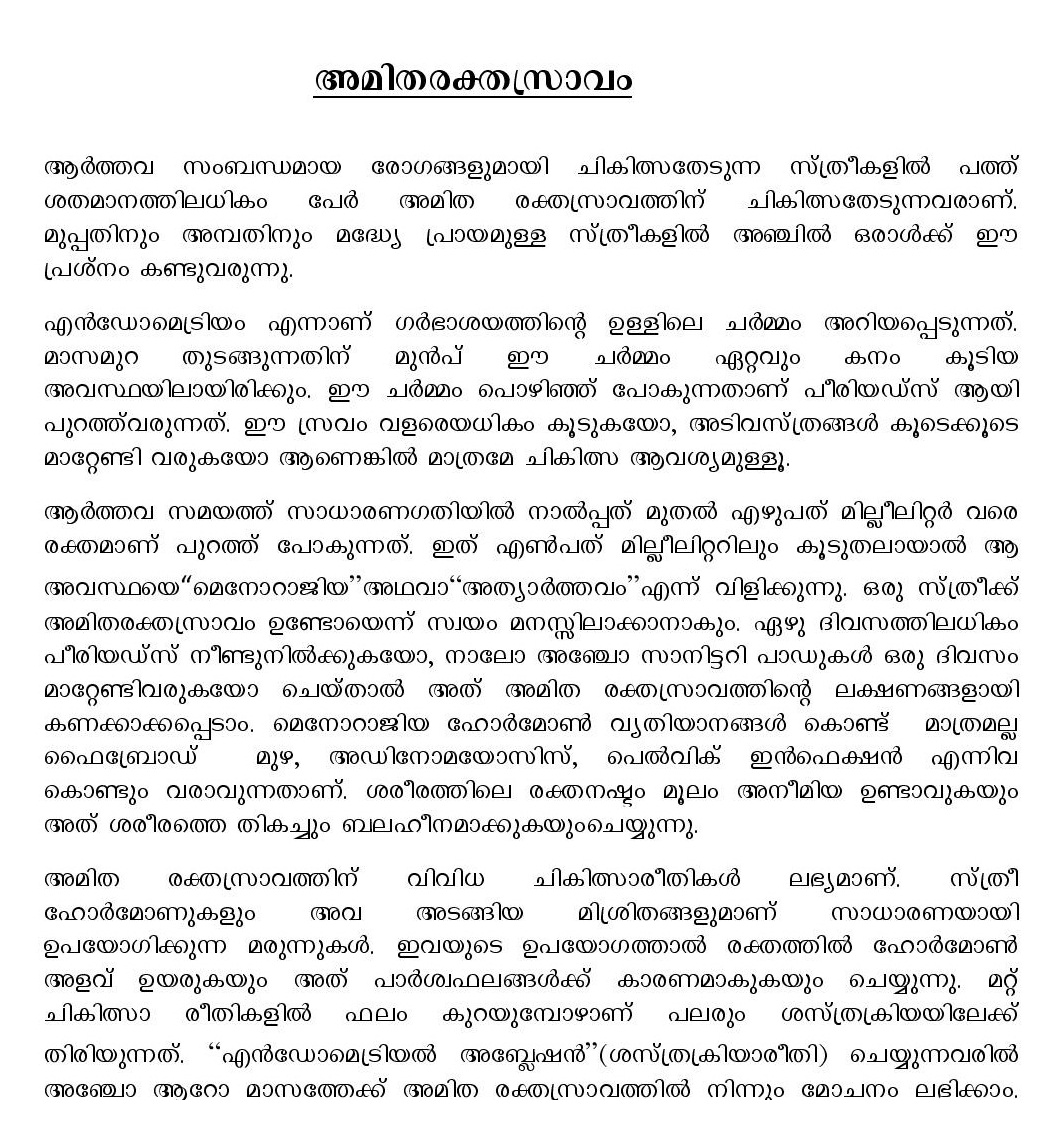 അമിതരക്തസ്രാവം
ആർത്തവ സംബന്ധമായ രോഗങ്ങളുമായി ചികിത്സതേടുന്ന സ്ത്രീകളിൽ പത്ത്
ശതമാനത്തിലധികം പേർ അമിത രക്തസ്രാവത്തിന് ചികിത്സതേടുന്നവരാണ്.
മുപ്പതിനും അമ്പതിനും മദ്ധ്യേ പ്രായമുള്ള സ്ത്രീകളിൽ അഞ്ചിൽ ഒരാൾക്ക് ഈ
പ്രശ്നം കണ്ടുവരുന്നു.
എൻഡോമെട്രിയം എന്നാണ് ഗർഭാശയത്തിന്റെ ഉള്ളിലെ ചർമ്മം അറിയപ്പെടുന്നത്.
മാസമുറ തുടങ്ങുന്നതിന് മുൻപ് ഈ ചർമ്മം ഏറ്റവും കനം കൂടിയ
അവസ്ഥയിലായിരിക്കും. ഈ ചർമ്മം പൊഴിഞ്ഞ് പോകുന്നതാണ് പീരിയഡ്സ് ആയി
പുറത്ത്‌വരുന്നത്. ഈ സ്രവം വളരെയധികം കൂടുകയോ, അടിവസ്ത്രങ്ങൾ കൂടെക്കൂടെ
മാറ്റേണ്ടി വരുകയോ ആണെങ്കിൽ മാത്രമേ ചികിത്സ ആവശ്യമുള്ളൂ.
ആർത്തവ സമയത്ത് സാധാരണഗതിയിൽ നാൽപ്പത് മുതൽ എഴുപത് മില്ലീലിറ്റർ വരെ
രക്തമാണ് പുറത്ത് പോകുന്നത്. ഇത് എൺപത് മില്ലീലിറ്ററിലും കൂടുതലായാൽ ആ
അവസ്ഥയെ“മെനോറാജിയ”അഥവാ“അത്യാർത്തവം”എന്ന് വിളിക്കുന്നു. ഒരു സ്ത്രീക്ക്
അമിതരക്തസ്രാവം ഉണ്ടോയെന്ന് സ്വയം മനസ്സിലാക്കാനാകും. ഏഴു ദിവസത്തിലധികം
പീരിയഡ്സ് നീണ്ടുനിൽക്കുകയോ, നാലോ അഞ്ചോ സാനിട്ടറി പാഡുകൾ ഒരു ദിവസം
മാറ്റേണ്ടിവരുകയോ ചെയ്താൽ അത് അമിത രക്തസ്രാവത്തിന്റെ ലക്ഷണങ്ങളായി
കണക്കാക്കപ്പെടാം. മെനോറാജിയ ഹോർമോൺ വ്യതിയാനങ്ങൾ കൊണ്ട് മാത്രമല്ല
ഫൈബ്രോഡ് മുഴ, അഡിനോമയോസിസ്, പെൽവിക് ഇൻഫെക്ഷൻ എന്നിവ
കൊണ്ടും വരാവുന്നതാണ്. ശരീരത്തിലെ രക്തനഷ്ടം മൂലം അനീമിയ ഉണ്ടാവുകയും
അത് ശരീരത്തെ തികച്ചും ബലഹീനമാക്കുകയുംചെയ്യുന്നു.
അമിത രക്തസ്രാവത്തിന് വിവിധ ചികിത്സാരീതികൾ ലഭ്യമാണ്. സ്ത്രീ
ഹോർമോണുകളും അവ അടങ്ങിയ മിശ്രിതങ്ങളുമാണ് സാധാരണയായി
ഉപയോഗിക്കുന്ന മരുന്നുകൾ. ഇവയുടെ ഉപയോഗത്താൽ രക്തത്തിൽ ഹോർമോൺ
അളവ് ഉയരുകയും അത് പാർശ്വഫലങ്ങൾക്ക് കാരണമാകുകയും ചെയ്യുന്നു. മറ്റ്
ചികിത്സാ രീതികളിൽ ഫലം കുറയുമ്പോഴാണ് പലരും ശസ്ത്രക്രിയയിലേക്ക്
തിരിയുന്നത്. “എൻഡോമെട്രിയൽ അബ്ലേഷൻ”(ശസ്ത്രക്രിയാരീതി) ചെയ്യുന്നവരിൽ
അഞ്ചോ ആറോ മാസത്തേക്ക് അമിത രക്തസ്രാവത്തിൽ നിന്നും മോചനം ലഭിക്കാം.